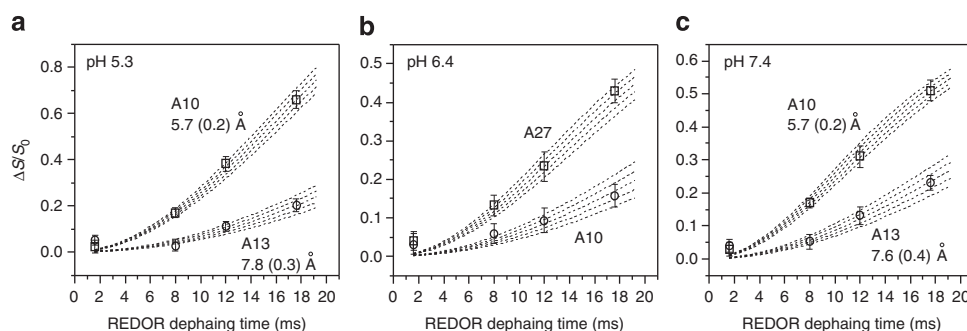 a
pH 5.3
A10
5.7 (0.2) Å
A13
7.8 (0.3) Å
ΔS/S0
0.8
0.6
0.4
0.2
0.0
0 2 4 6 8 10 12 14 16 18 20
REDOR dephaing time (ms)
b
pH 6.4
A27
A10
0.5
0.4
0.3
0.2
0.1
0.0
0 2 4 6 8 10 12 14 16 18 20
REDOR dephaing time (ms)
c
pH 7.4
A10
5.7 (0.2) Å
A13
7.6 (0.4) Å
0.6
0.5
0.4
0.3
0.2
0.1
0.0
0 2 4 6 8 10 12 14 16 18 20
REDOR dephaing time (ms)